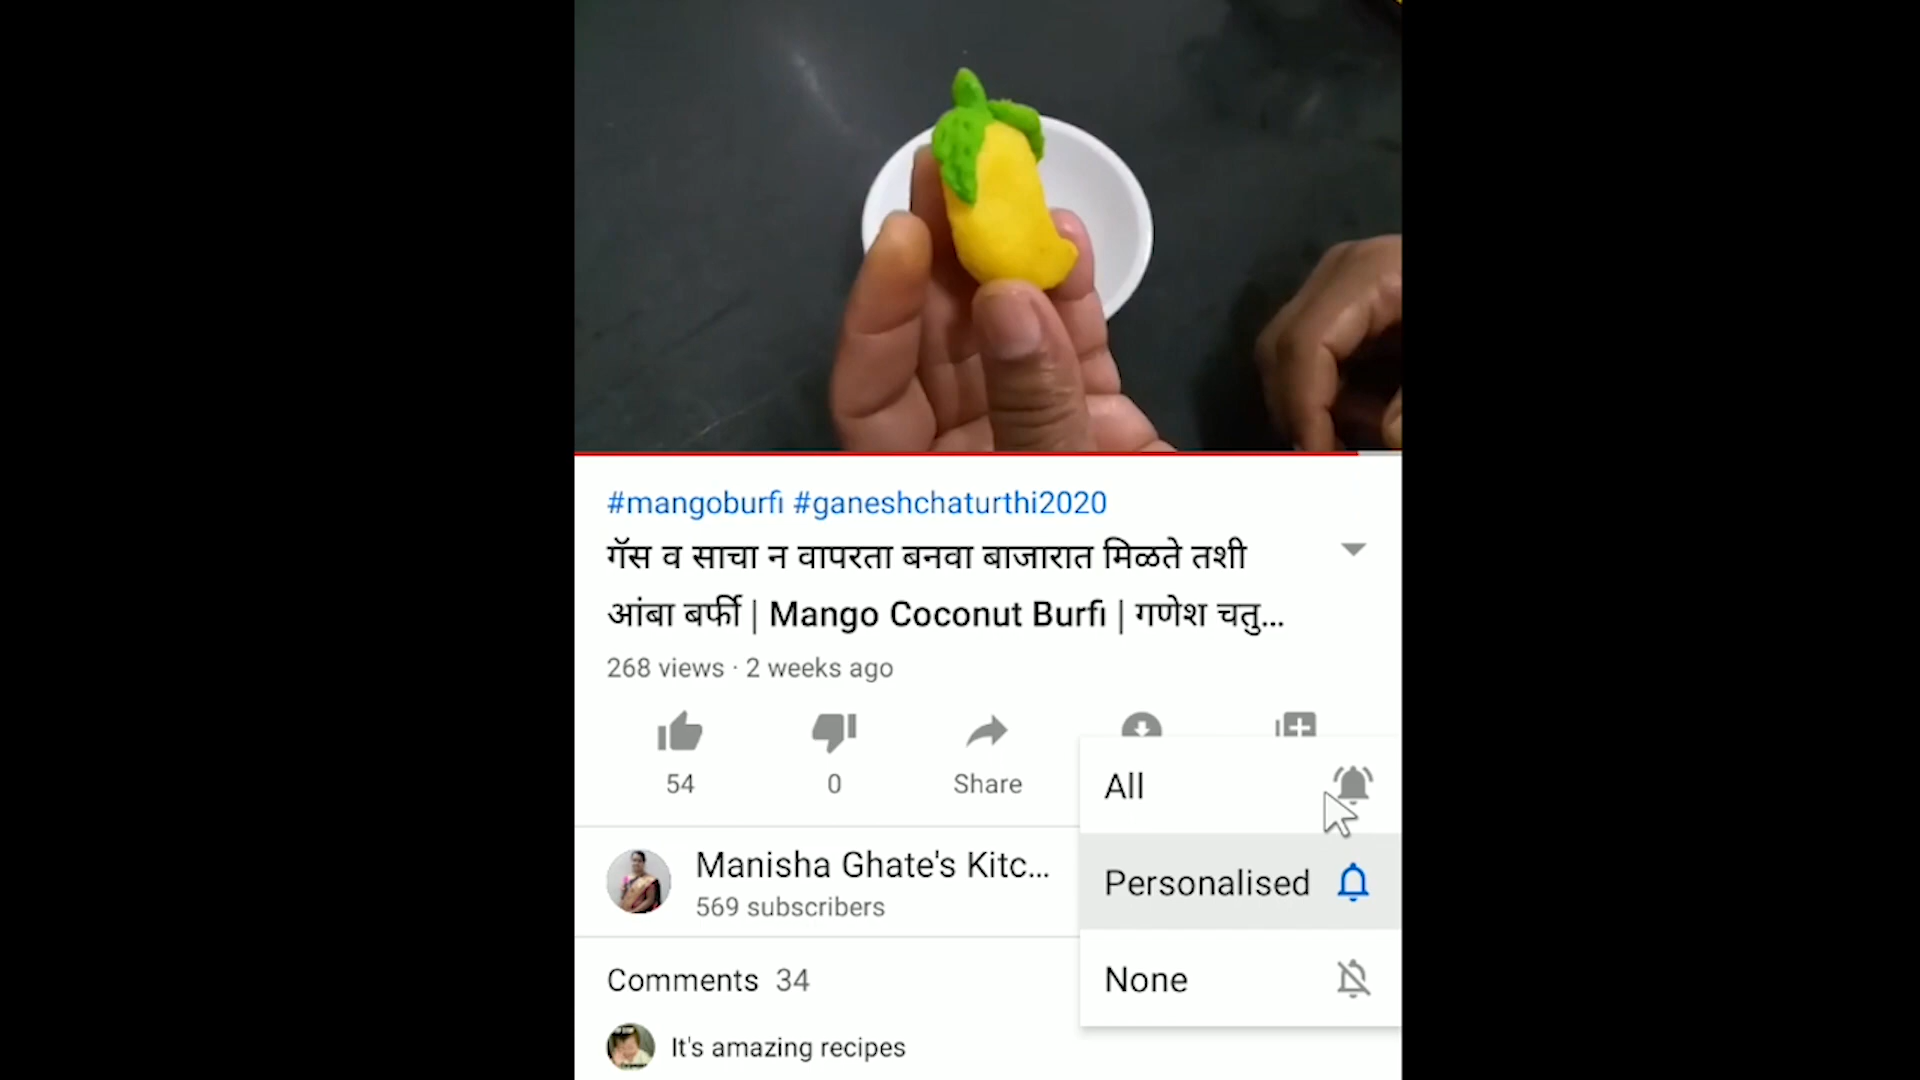 #mangoburfi #ganeshchaturthi2020
गॅस व साचा न वापरता बनवा बाजारात मिळते तशी
आंबा बर्फी | Mango Coconut Burfi | गणेश चतु...
268 views · 2 weeks ago
54
0
Share
All
Manisha Ghate's Kitc...
569 subscribers
Personalised
Comments 34
None
It's amazing recipes